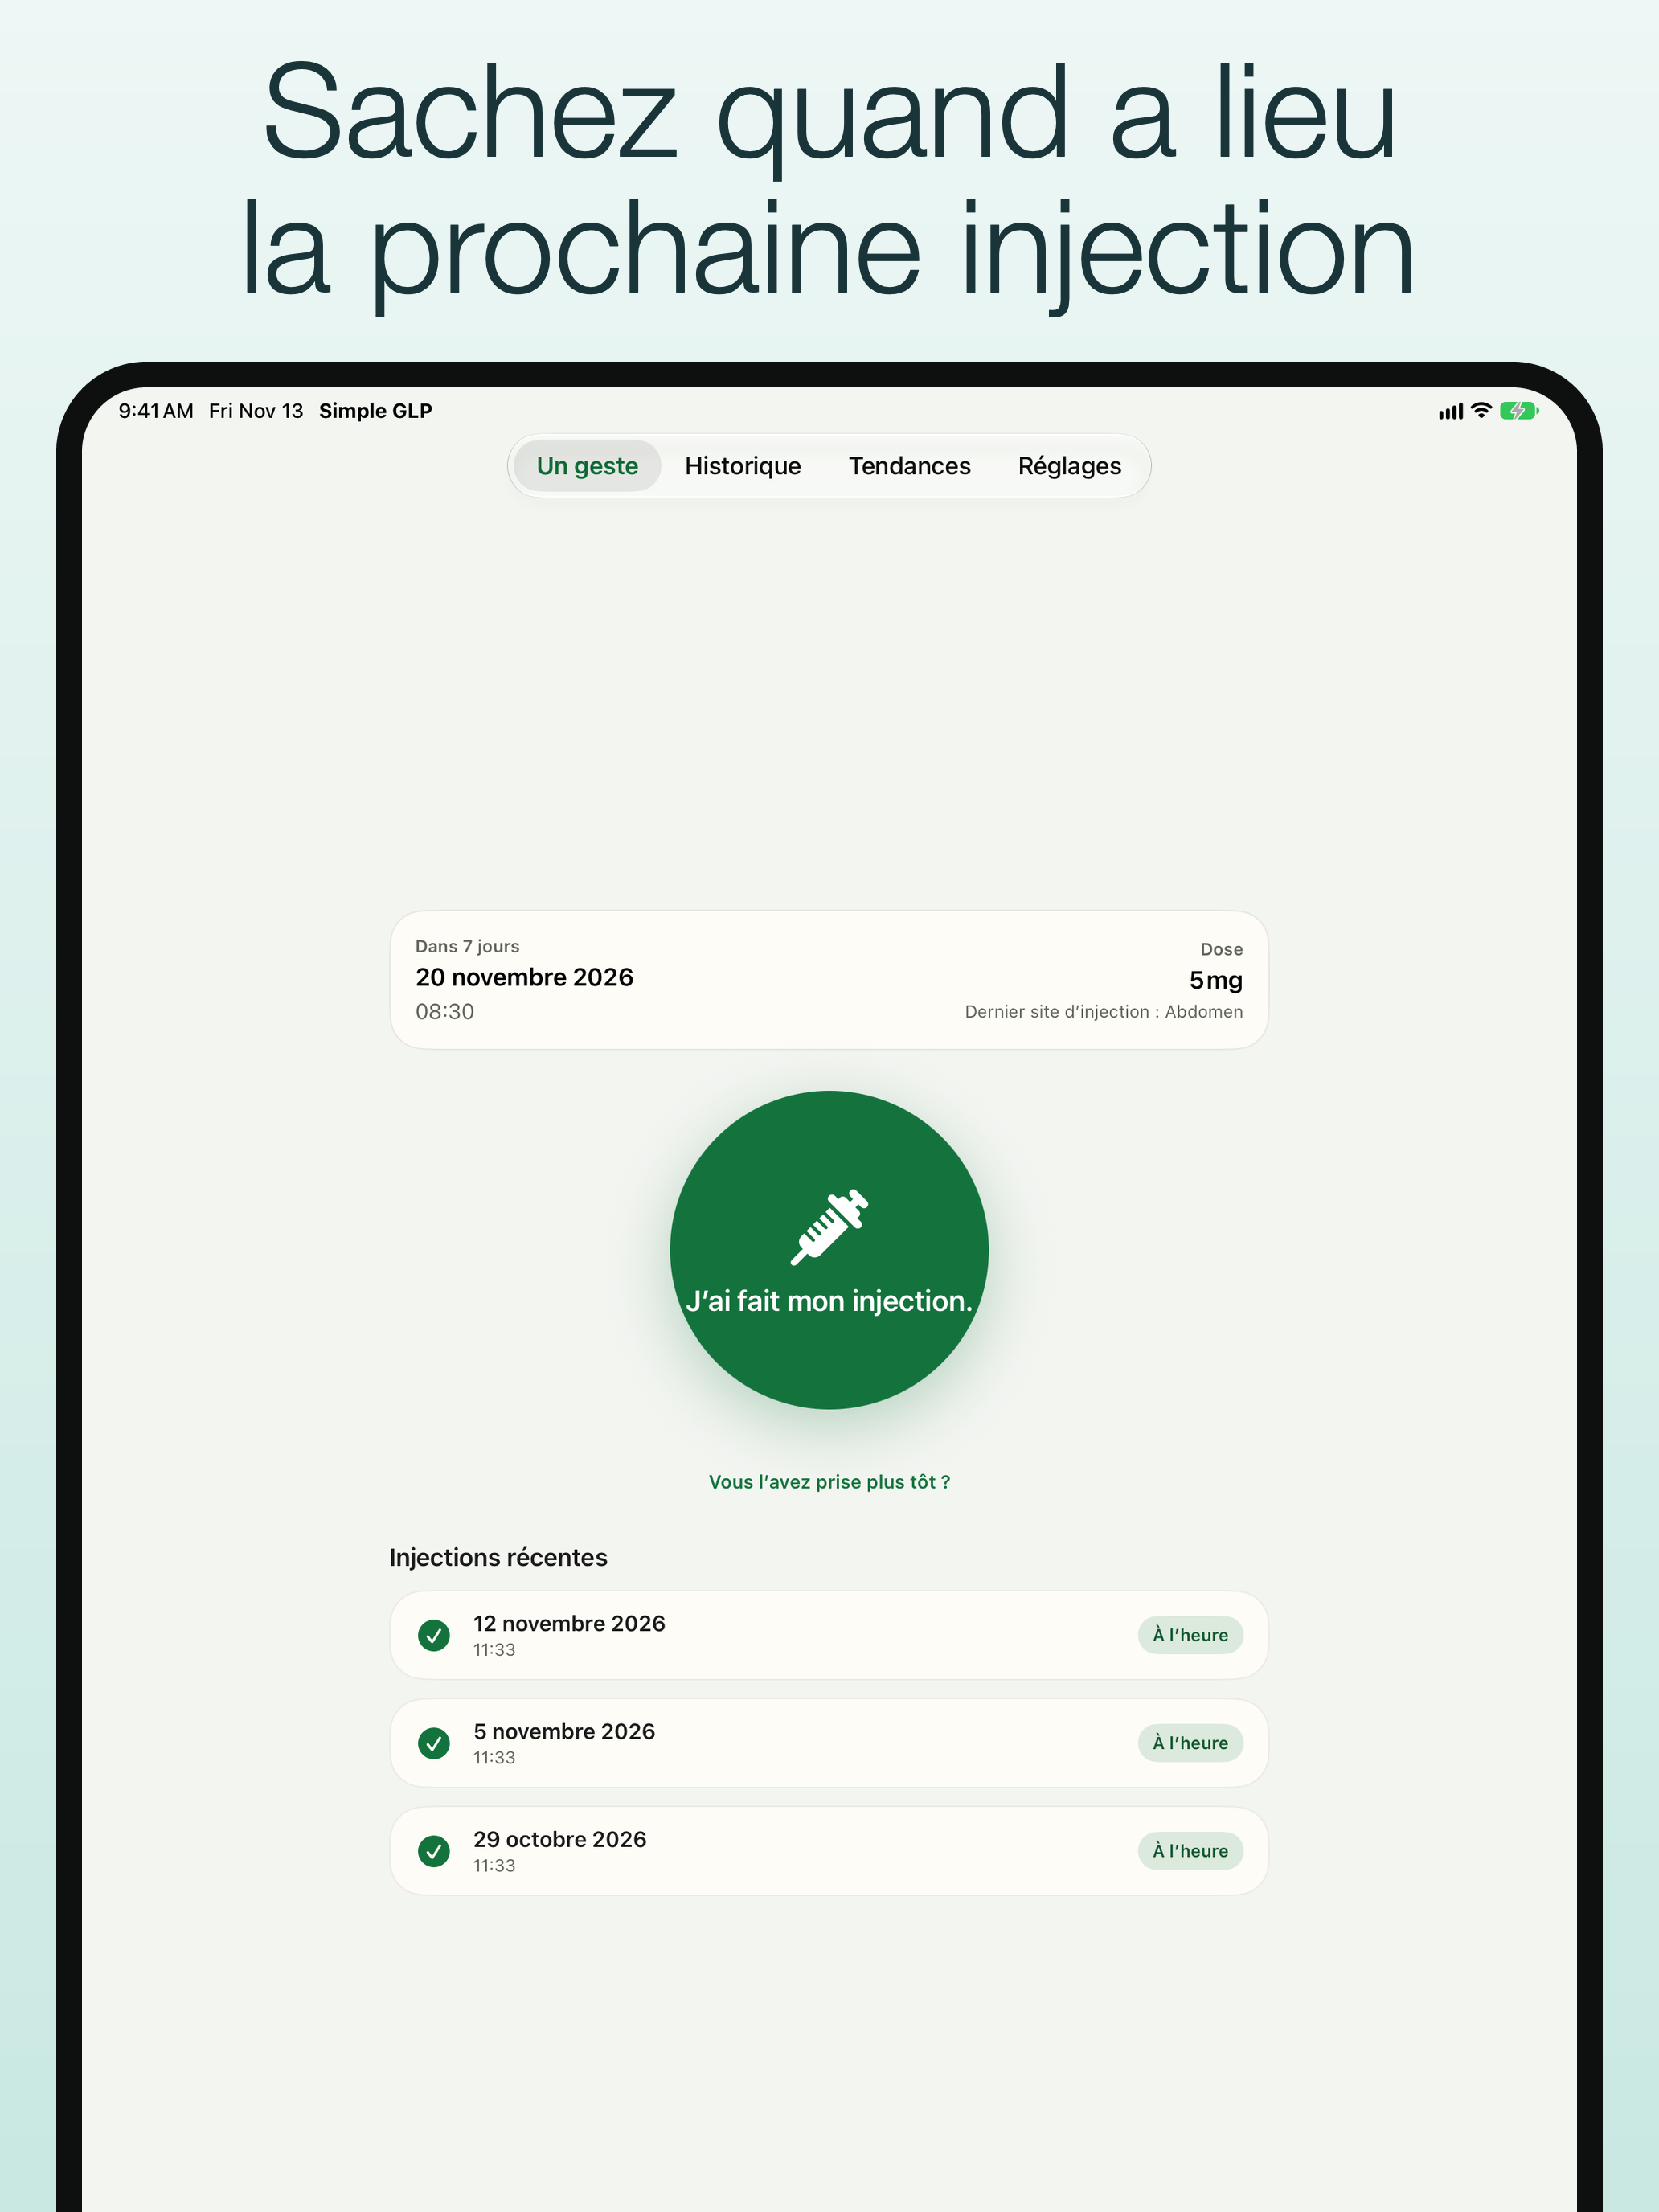 Sachez quand a lieu
la prochaine injection
9:41 AM Fri Nov 13 Simple GLP
Un geste Historique Tendances Réglages
Dans 7 jours
20 novembre 2026
08:30
Dose
5 mg
Dernier site d’injection : Abdomen
J’ai fait mon injection.
Vous l’avez prise plus tôt ?
Injections récentes
12 novembre 2026
11:33
À l’heure
5 novembre 2026
11:33
À l’heure
29 octobre 2026
11:33
À l’heure